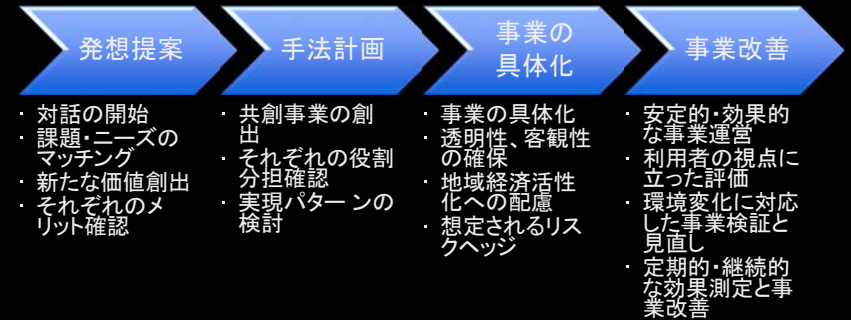 発想提案
・対話の開始
・課題・ニーズの
マッチング
・新たな価値創出
・それぞれのメ
リット確認
手法計画
・共創事業の創
出
・それぞれの役割
分担確認
・実現パターンの
検討
事業の
具体化
・事業の具体化
・透明性、客観性
の確保
・地域経済活性
化への配慮
・想定されるリス
クヘッジ
事業改善
・安定的・効果的
な事業運営
・利用者の視点に
立った評価
・環境変化に対応
した事業検証と
見直し
・定期的・継続的
な効果測定と事
業改善